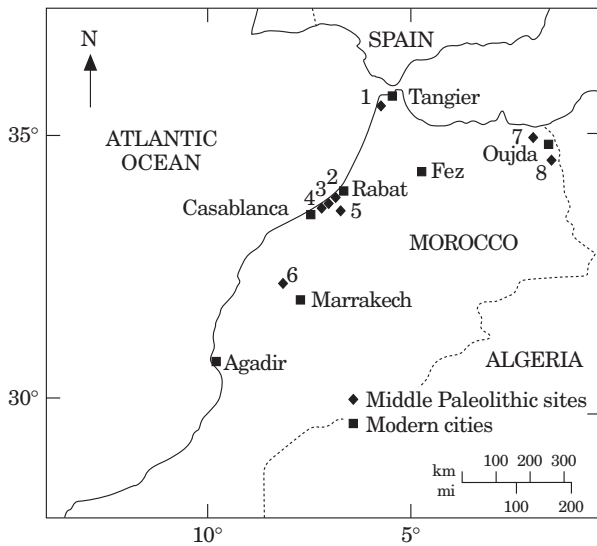 N
SPAIN
1
Tangier
35°
ATLANTIC
OCEAN
7
Oujda
8
Fez
2
3
Rabat
4
Casablanca
5
MOROCCO
6
Marrakech
ALGERIA
Agadir
30°
Middle Paleolithic sites
Modern cities
km
100 200 300
mi
100 200
10°
5°